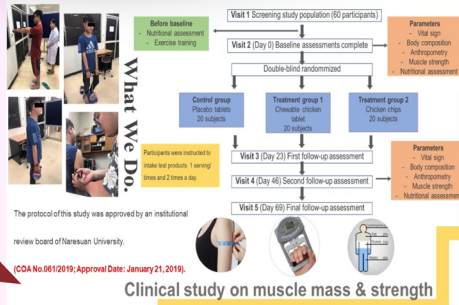 Visit 1 Screening study population (60 participants)
Before baseline
- Nutritional assessment
- Exercise training
Visit 2 (Day 0) Baseline assessments complete
Parameters
- Vital sign
- Body composition
- Anthropometry
- Muscle strength
- Nutritional assessment
Double-blind randomized
What We Do.
Control group
Placebo tablets
20 subjects
Treatment group 1
Chewable chicken
tablet
20 subjects
Treatment group 2
Chicken chips
20 subjects
Participants were instructed to
intake test products 1 serving/
times and 2 times a day.
Visit 3 (Day 23) First follow-up assessment
Visit 4 (Day 46) Second follow-up assessment
Visit 5 (Day 69) Final follow-up assessment
Parameters
- Vital sign
- Body composition
- Anthropometry
- Muscle strength
- Nutritional assessment
The protocol of this study was approved by an institutional
review board of Naresuan University.
(COA No.061/2019; Approval Date: January 21, 2019).
Clinical study on muscle mass & strength